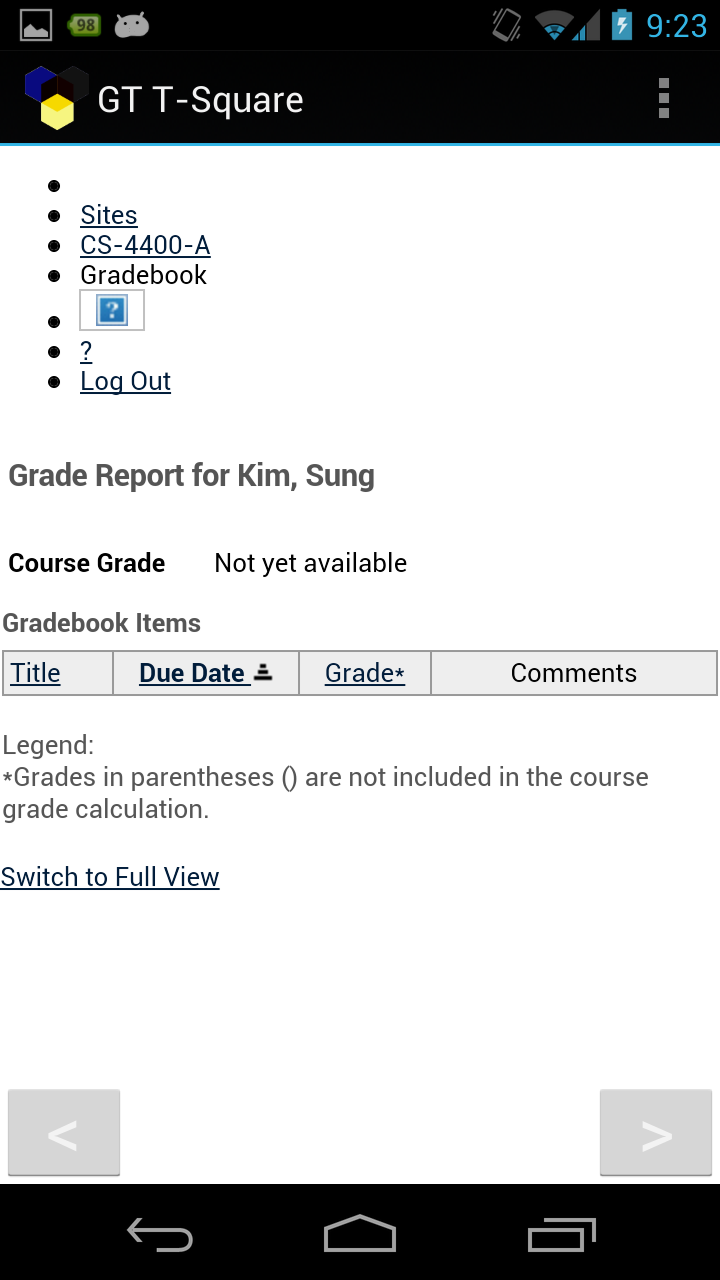 98
9:23
GT T-Square
Sites
CS-4400-A
Gradebook
?
?
Log Out
Grade Report for Kim, Sung
Course Grade Not yet available
Gradebook Items
Title Due Date Grade* Comments
Legend:
*Grades in parentheses () are not included in the course
grade calculation.
Switch to Full View
< >